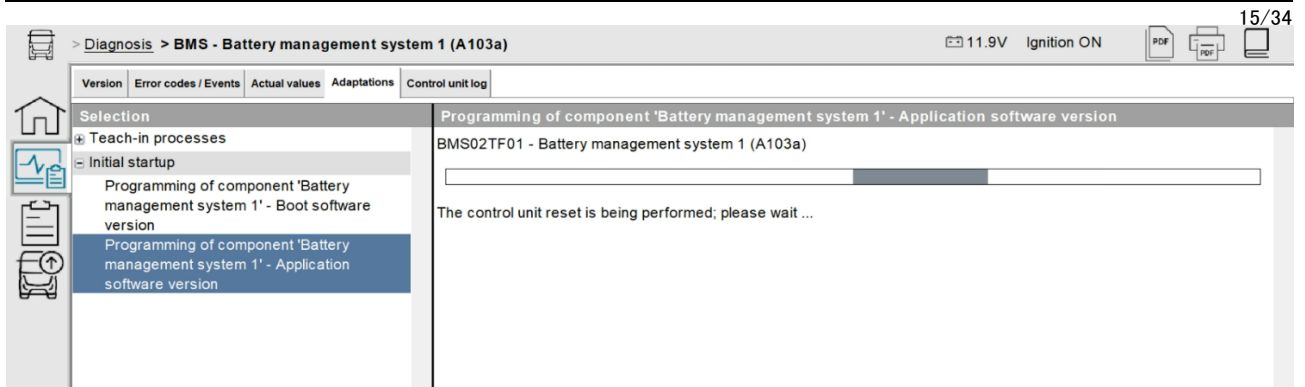 15/34
> Diagnosis > BMS - Battery management system 1 (A103a)
11.9V Ignition ON
PDF
PDF
Version Error codes / Events Actual values Adaptations Control unit log
Selection
Teach-in processes
Initial startup
Programming of component 'Battery
management system 1' - Boot software
version
Programming of component 'Battery
management system 1' - Application
software version
Programming of component 'Battery management system 1' - Application software version
BMS02TF01 - Battery management system 1 (A103a)
The control unit reset is being performed; please wait ...